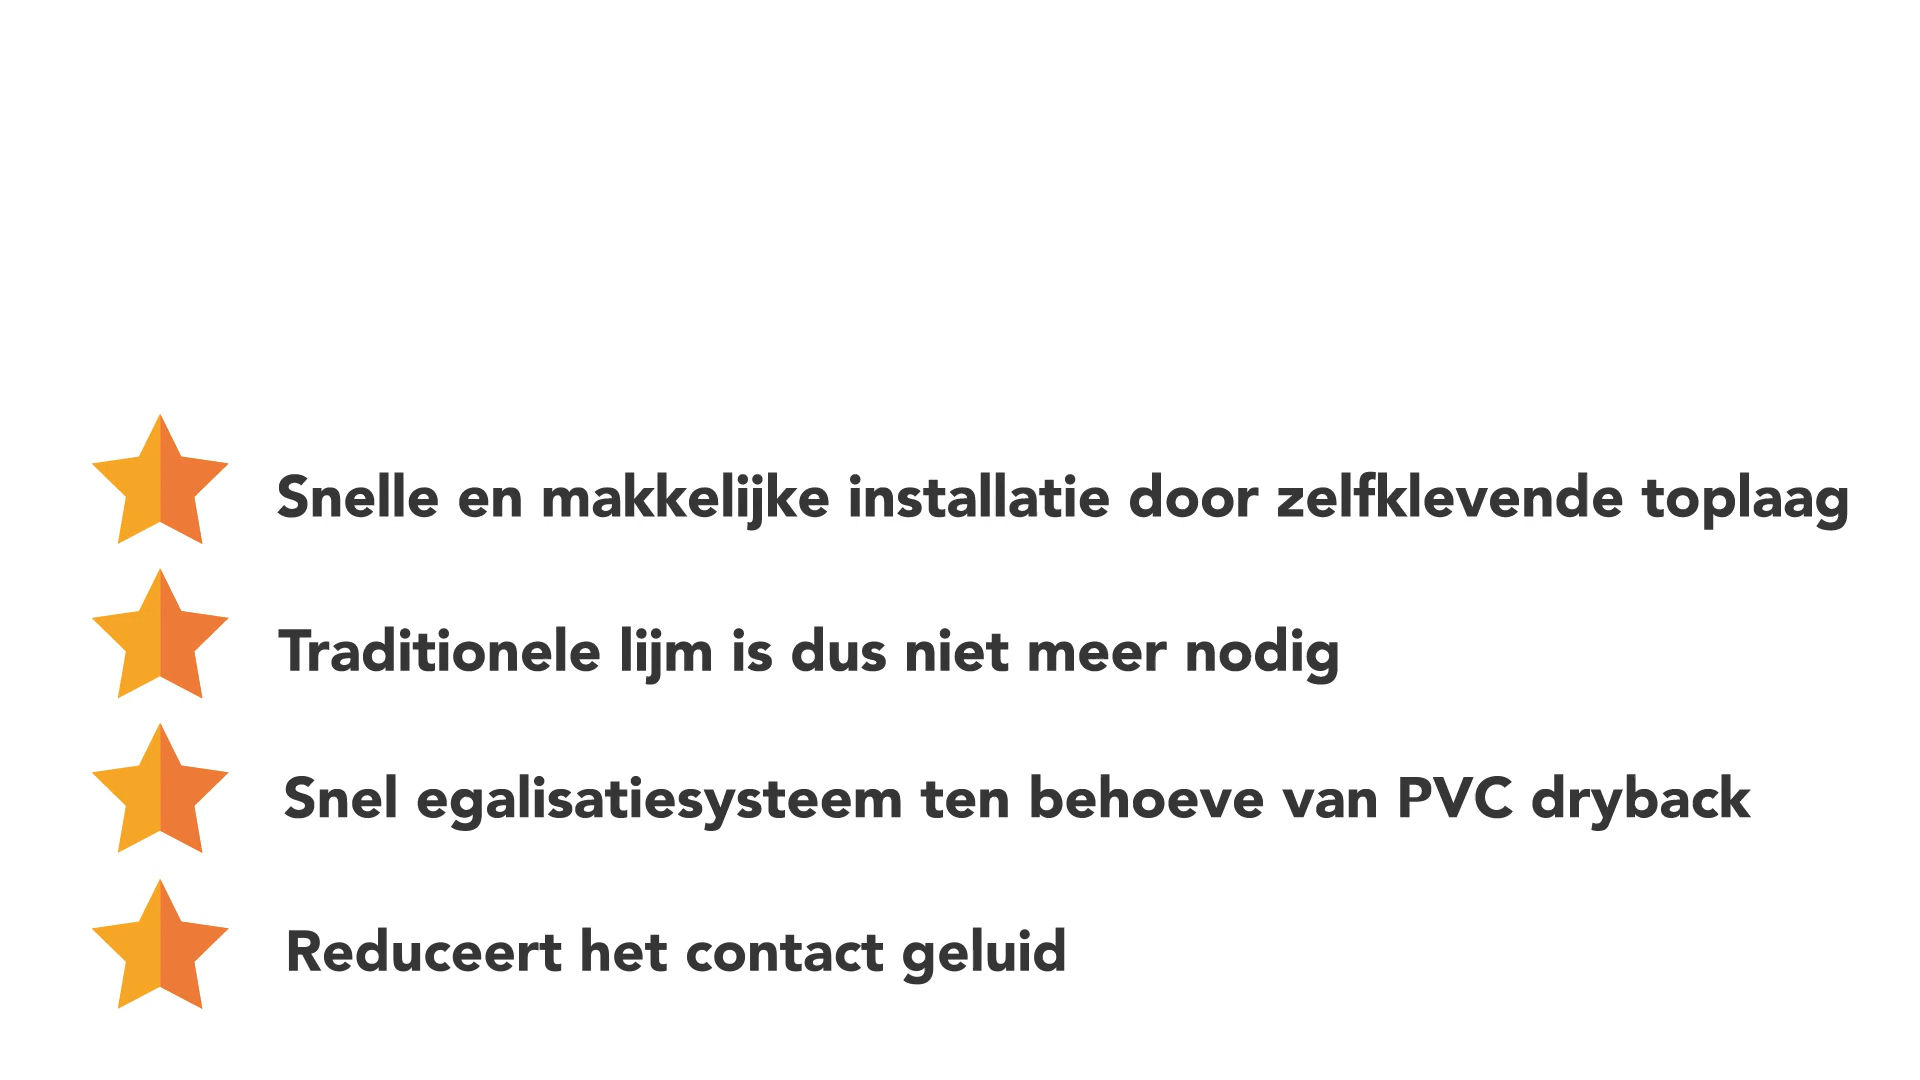 Snelle en makkelijke installatie door zelfklevende toplaag
Traditionele lijm is dus niet meer nodig
Snel egalisatiesysteem ten behoeve van PVC dryback
Reduceert het contact geluid